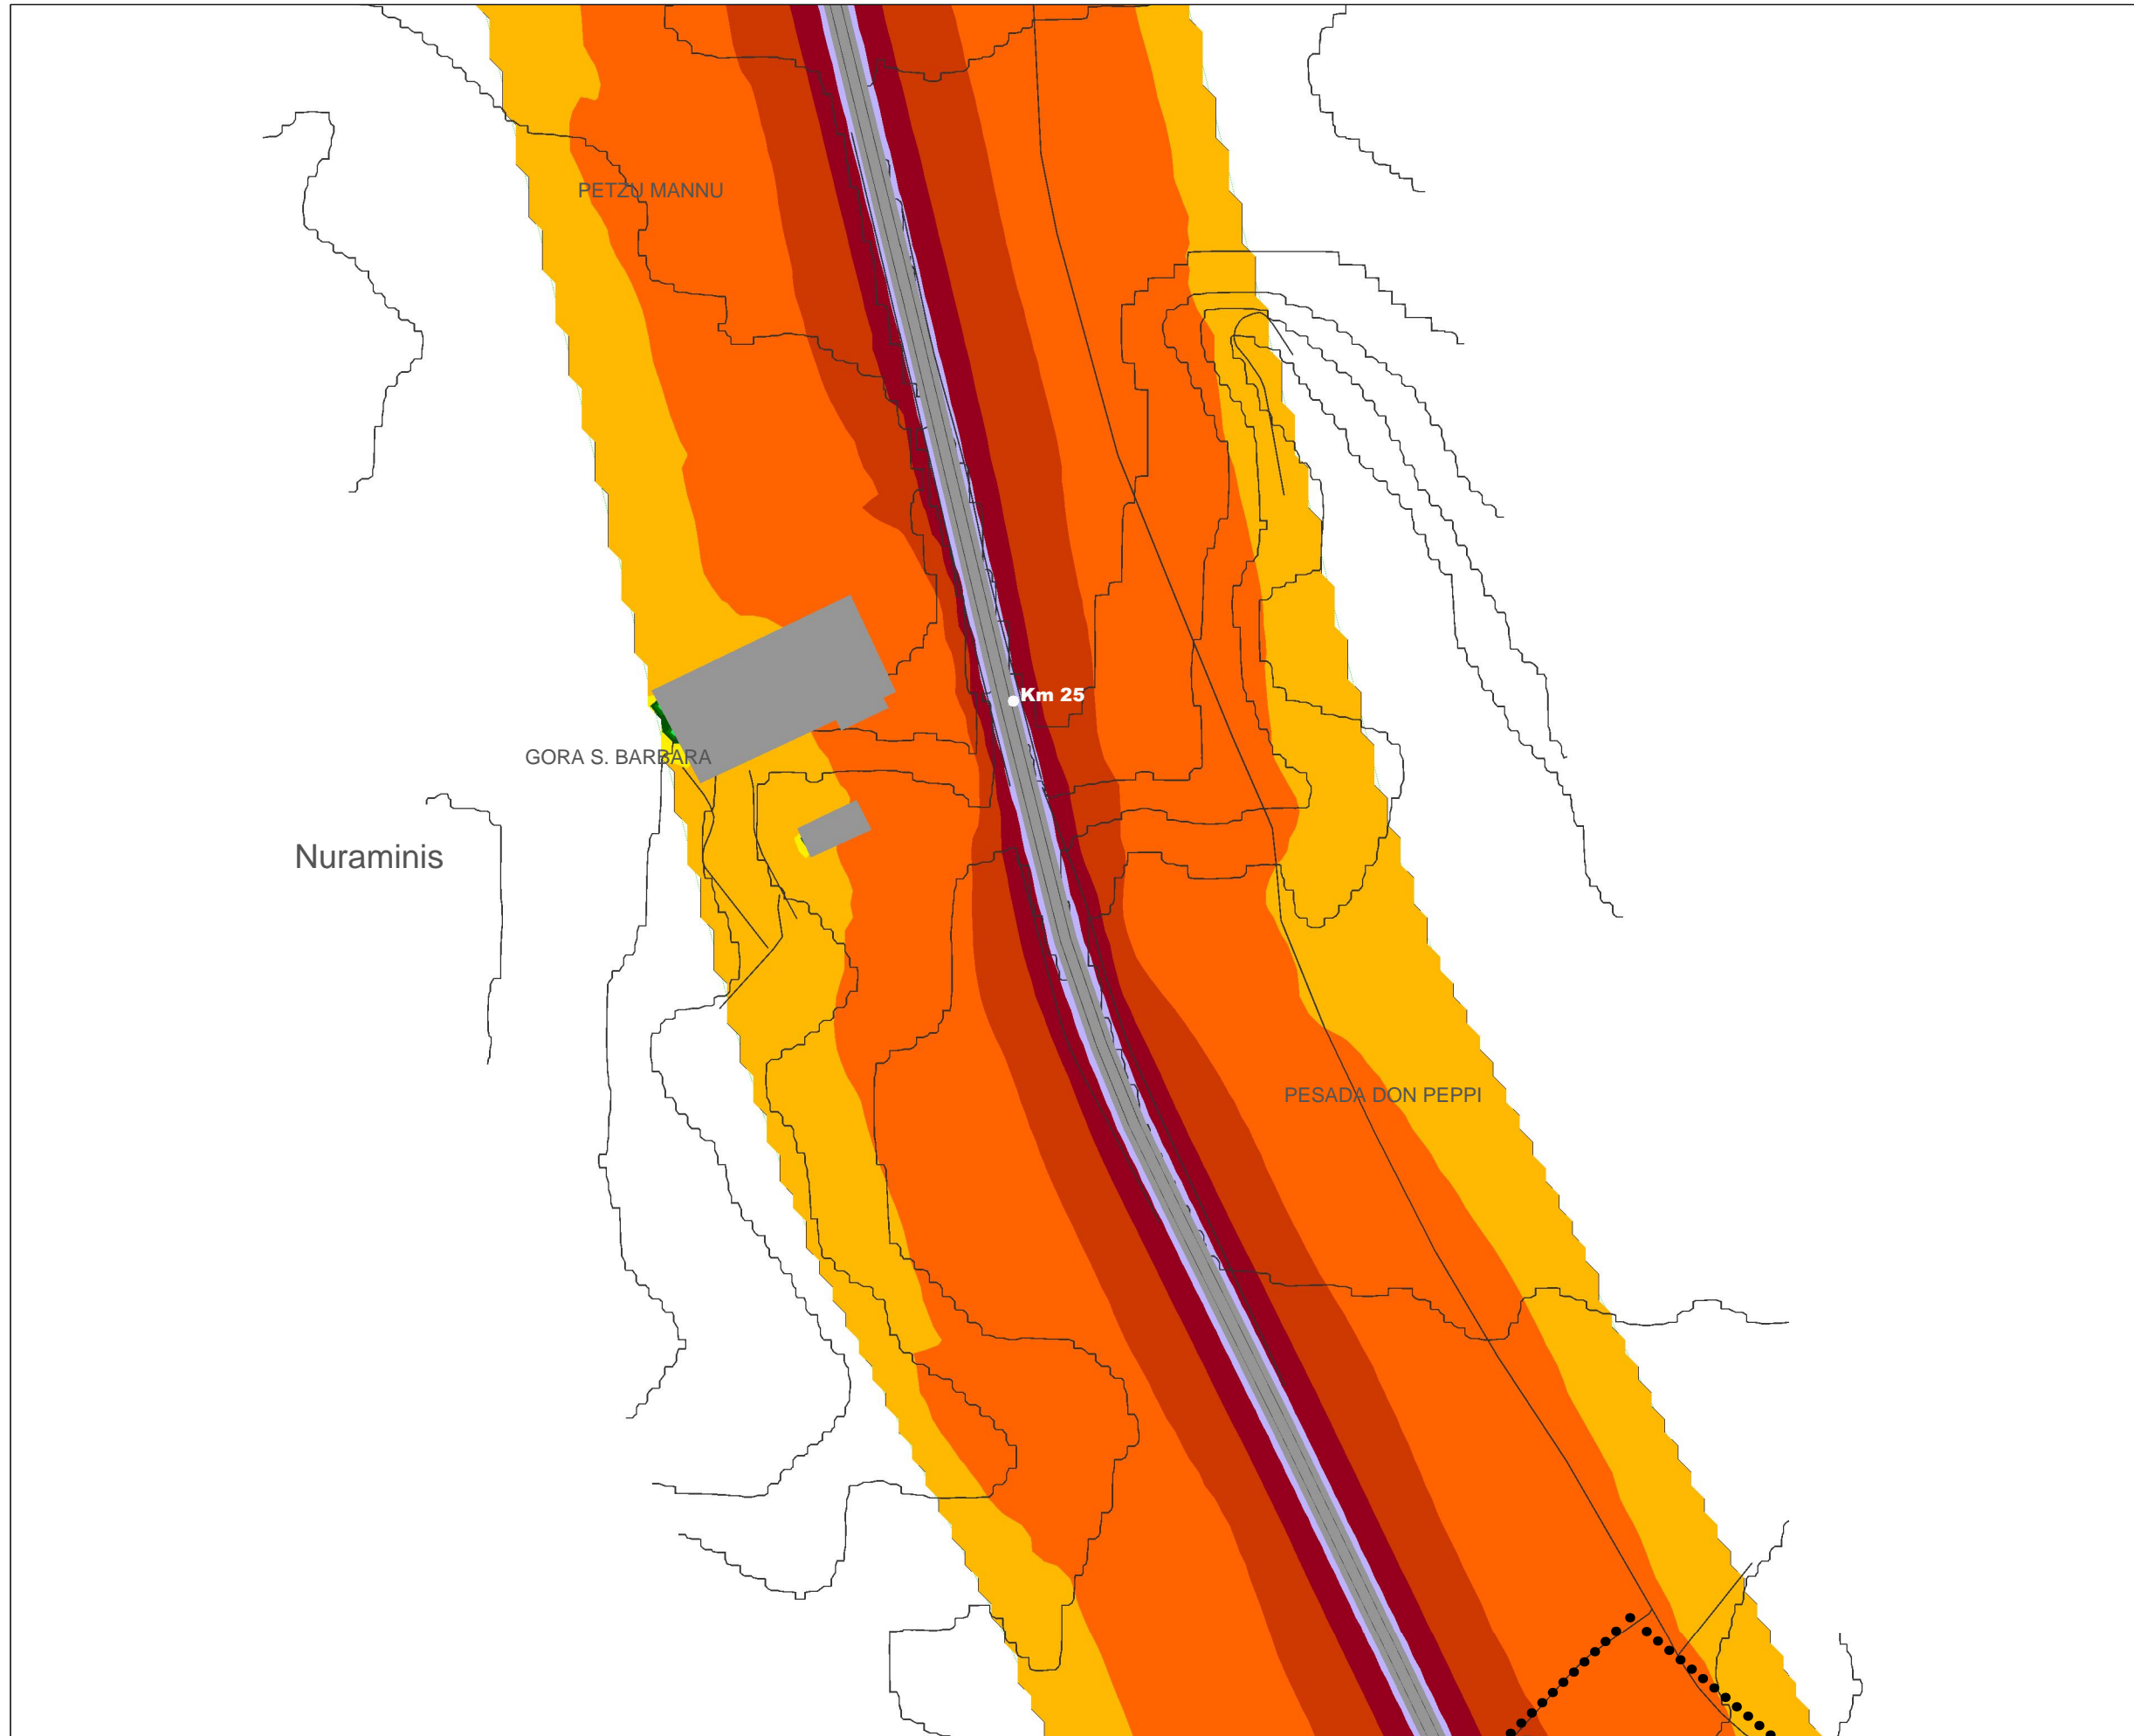 PETZU MANNU
Km 25
GORA S. BARBARA
Nuraminis
PESADA DON PEPPI